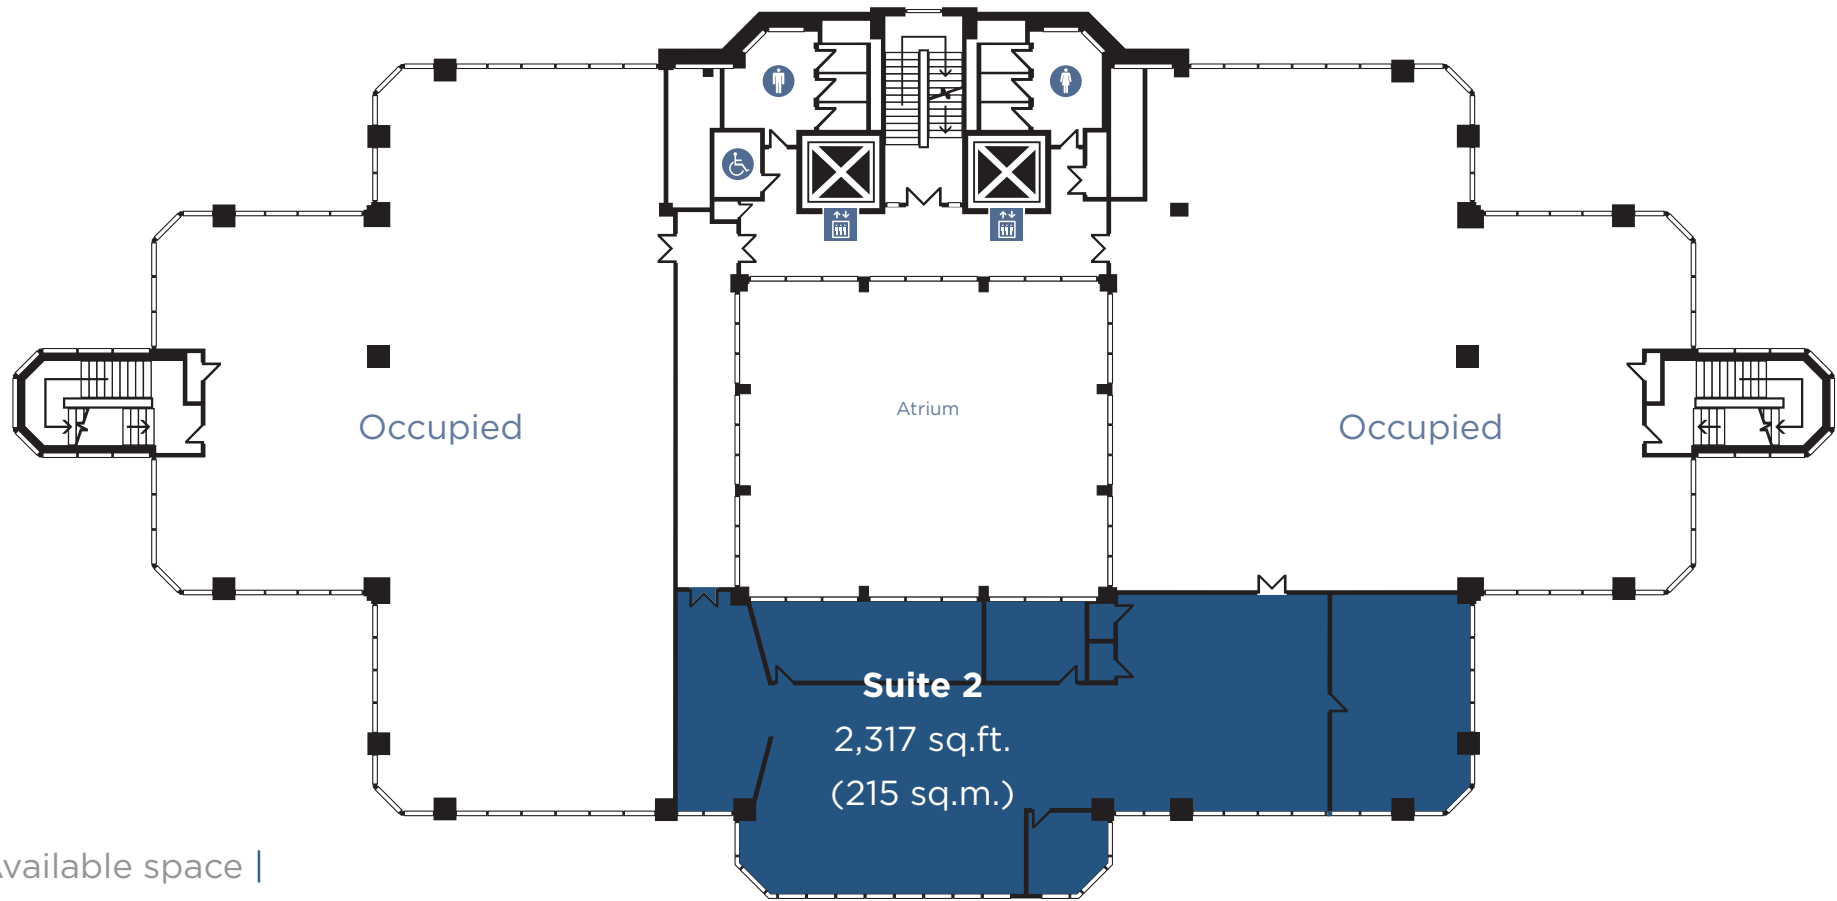 Occupied
Atrium
Occupied
Suite 2
2,317 sq.ft.
(215 sq.m.)
vailable space |